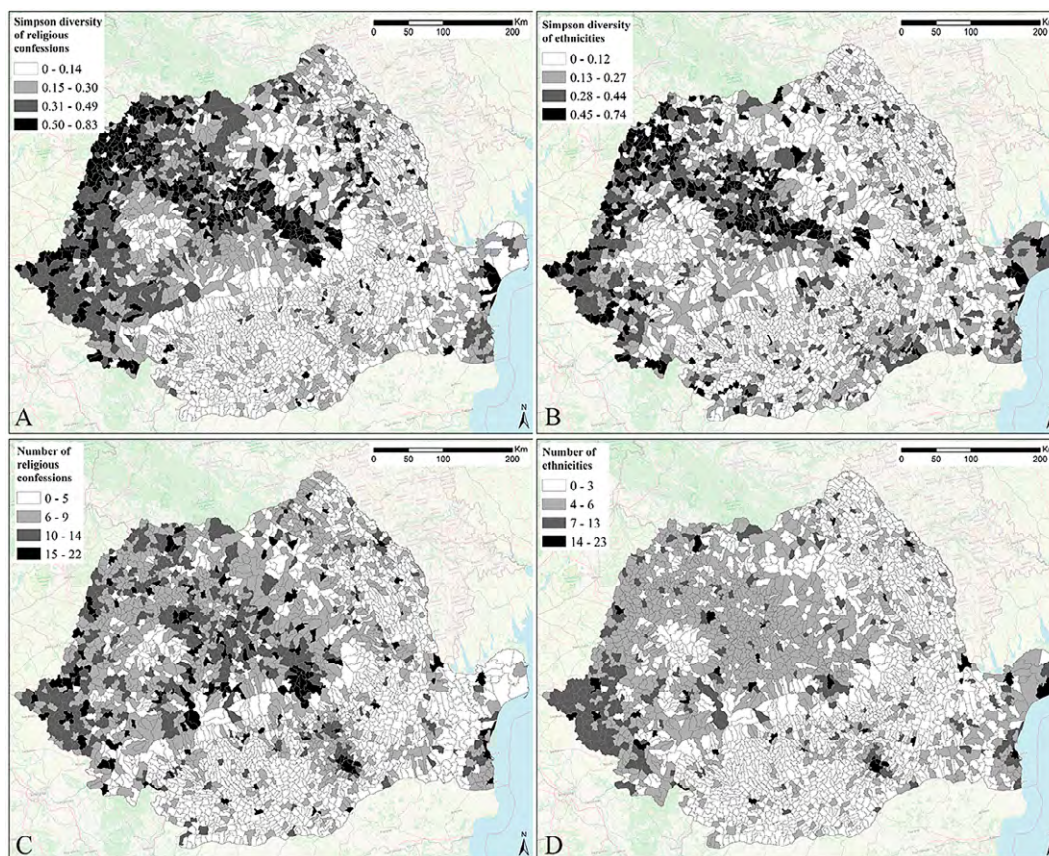 Simpson diversity
of religious
confessions
0 - 0.14
0.15 - 0.30
0.31 - 0.49
0.50 - 0.83
Km
0 50 100 200
A
N
Simpson diversity
of ethnicities
0 - 0.12
0.13 - 0.27
0.28 - 0.44
0.45 - 0.74
0 50 100 200
B
Number of
religious
confessions
0 - 5
6 - 9
10 - 14
15 - 22
Km
0 50 100 200
C
N
Number of
ethnicities
0 - 3
4 - 6
7 - 13
14 - 23
0 50 100 200
D